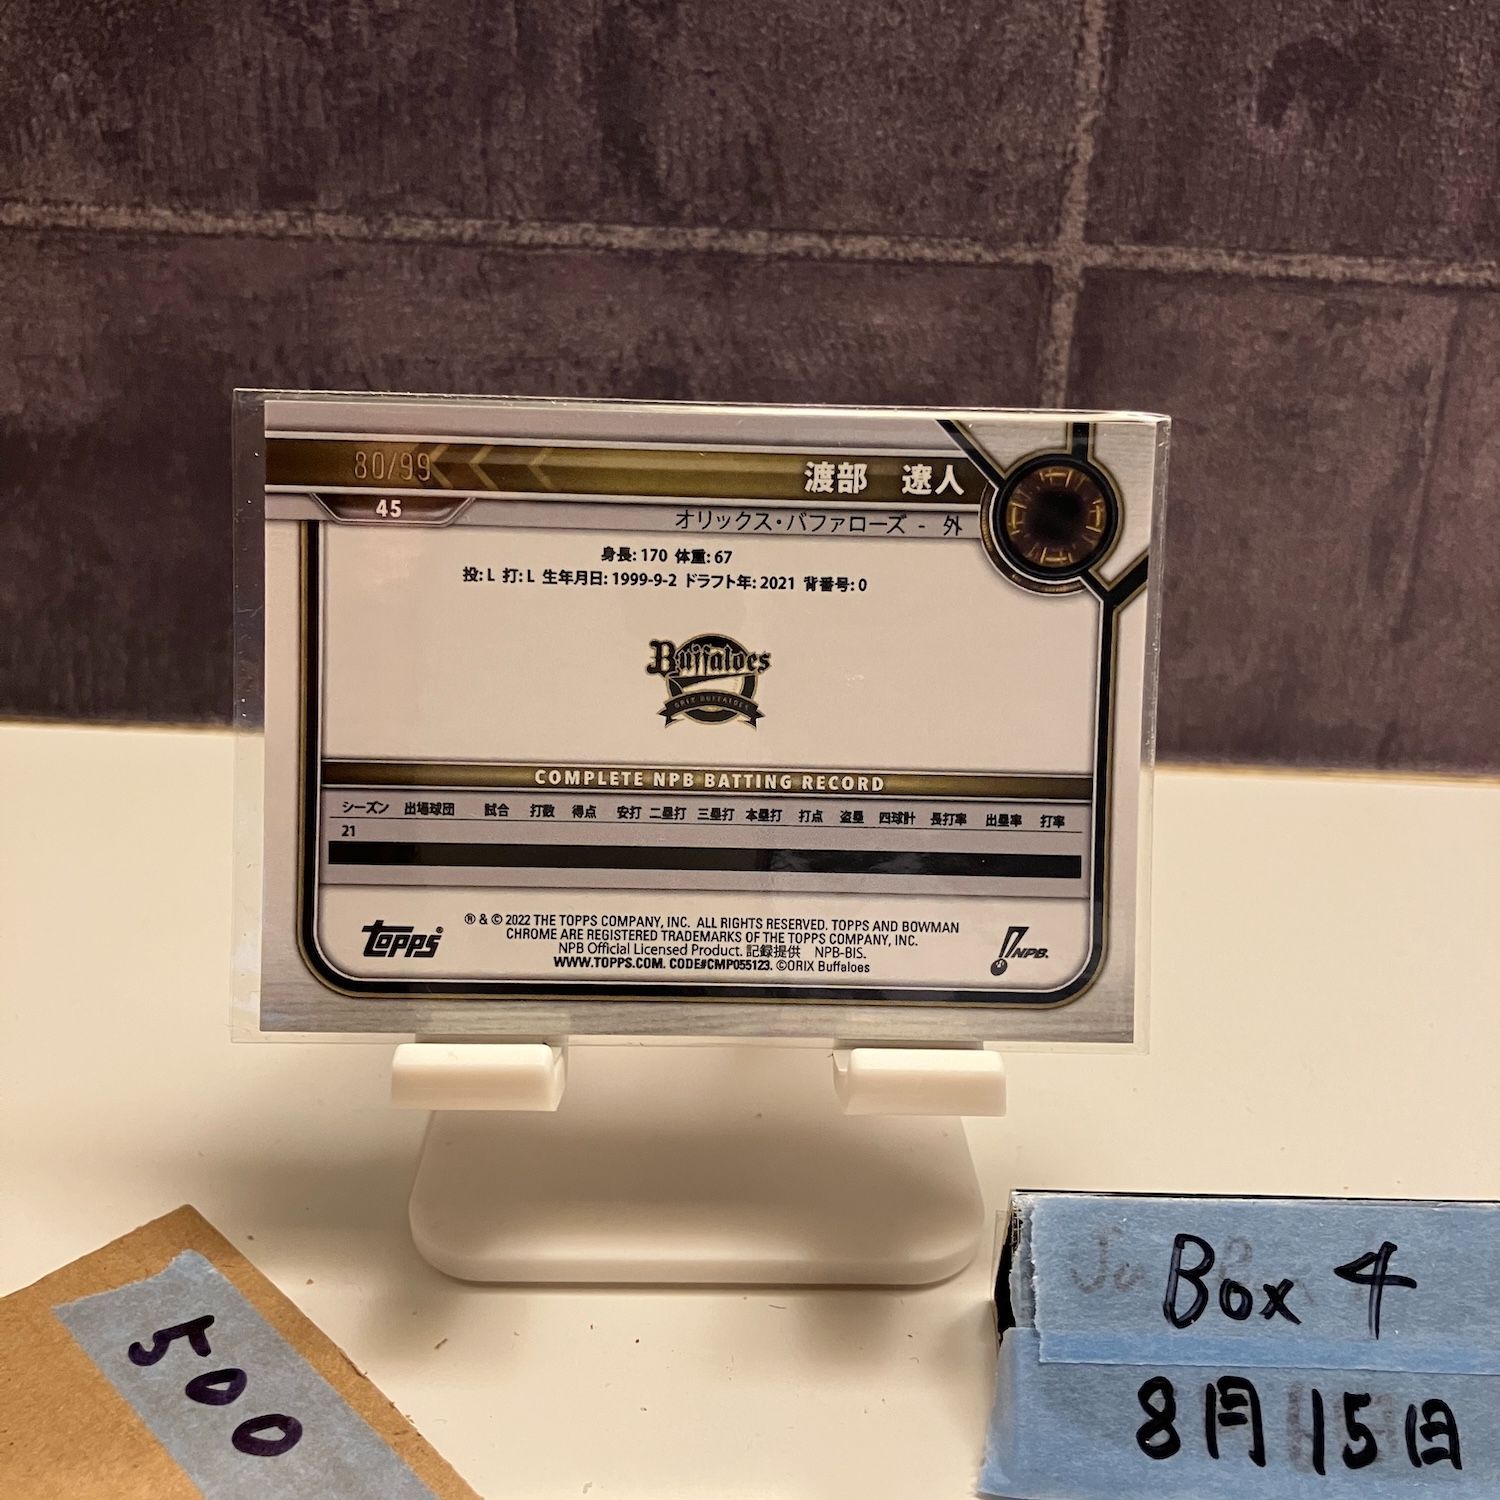 80/99
渡部 遼人
45
オリックス・バファローズ - 外
身長: 170 体重: 67
投: L 打: L 生年月日: 1999-9-2 ドラフト年: 2021 背番号: 0
Buffaloes
ORIX BUFFALOES
COMPLETE NPB BATTING RECORD
シーズン 出場球団 試合 打数 得点 安打 二塁打 三塁打 本塁打 打点 盗塁 四球計 長打率 出塁率 打率
21
topps®
® & © 2022 THE TOPPS COMPANY, INC. ALL RIGHTS RESERVED. TOPPS AND BOWMAN
CHROME ARE REGISTERED TRADEMARKS OF THE TOPPS COMPANY, INC.
NPB Official Licensed Product. 記録提供 NPB-BIS.
WWW.TOPPS.COM. CODE#CMP055123. ©ORIX Buffaloes
NPB.
500
Box 4
8月15日